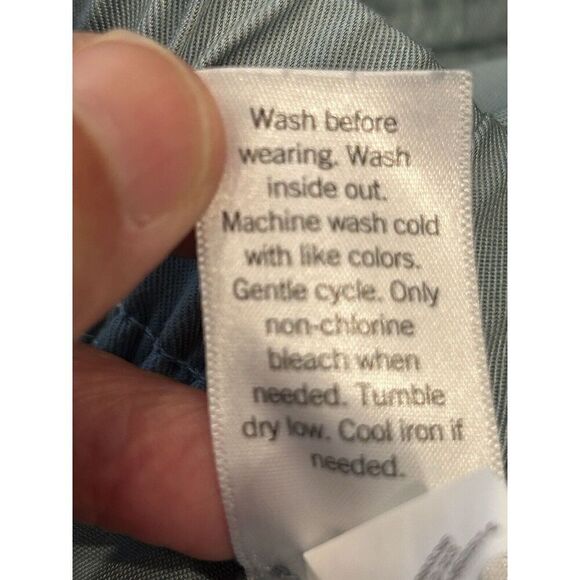 Wash before
wearing. Wash
inside out.
Machine wash cold
with like colors.
Gentle cycle. Only
non-chlorine
bleach when
needed. Tumble
dry low. Cool iron if
needed.